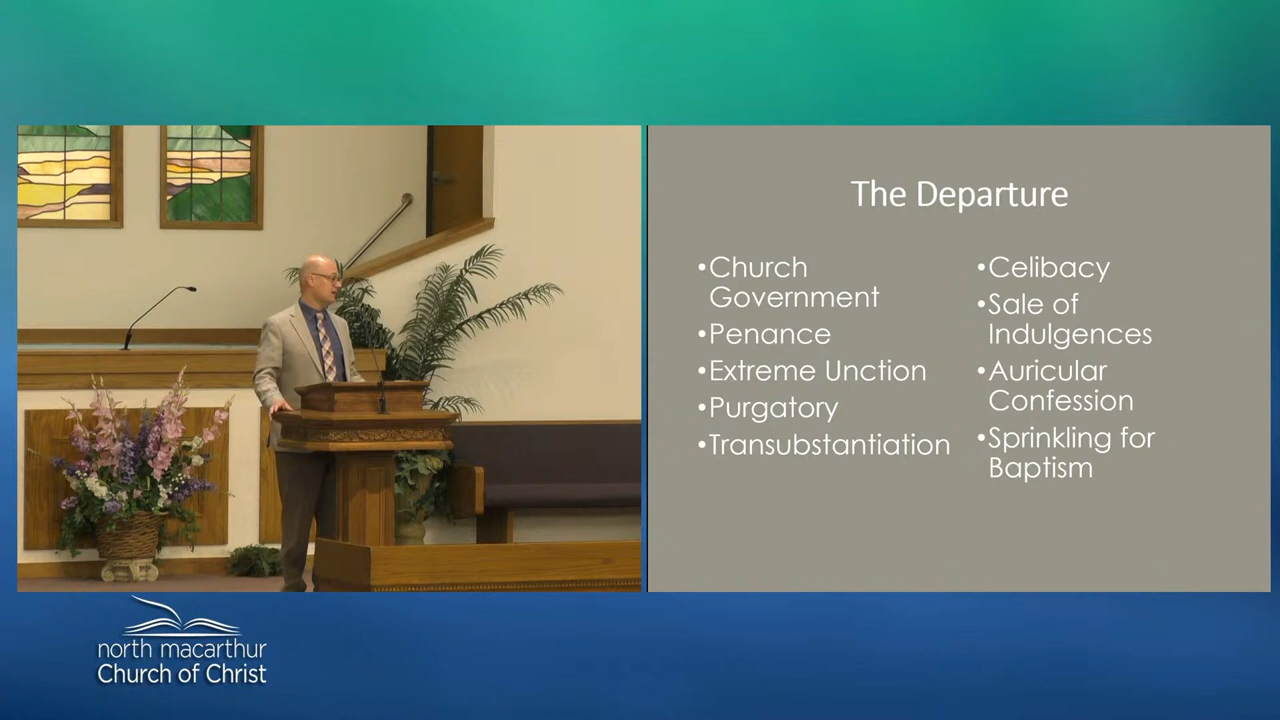 The Departure
•Church
Government
•Penance
•Extreme Unction
•Purgatory
•Transubstantiation
•Celibacy
•Sale of
Indulgences
•Auricular
Confession
•Sprinkling for
Baptism
north macarthur
Church of Christ